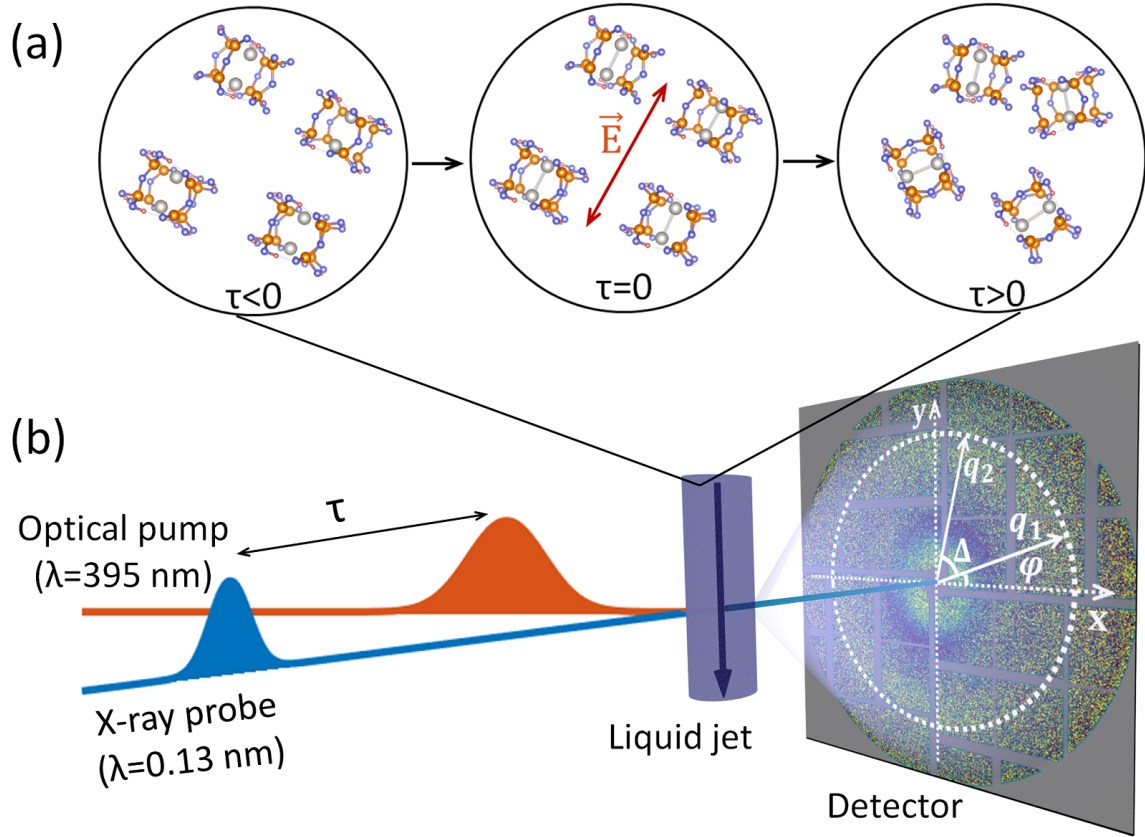 (a)
E
τ<0
τ=0
τ>0
(b)
Optical pump
(λ=395 nm)
τ
X-ray probe
(λ=0.13 nm)
Liquid jet
y
q₂
q₁
Δ
φ
x
Detector